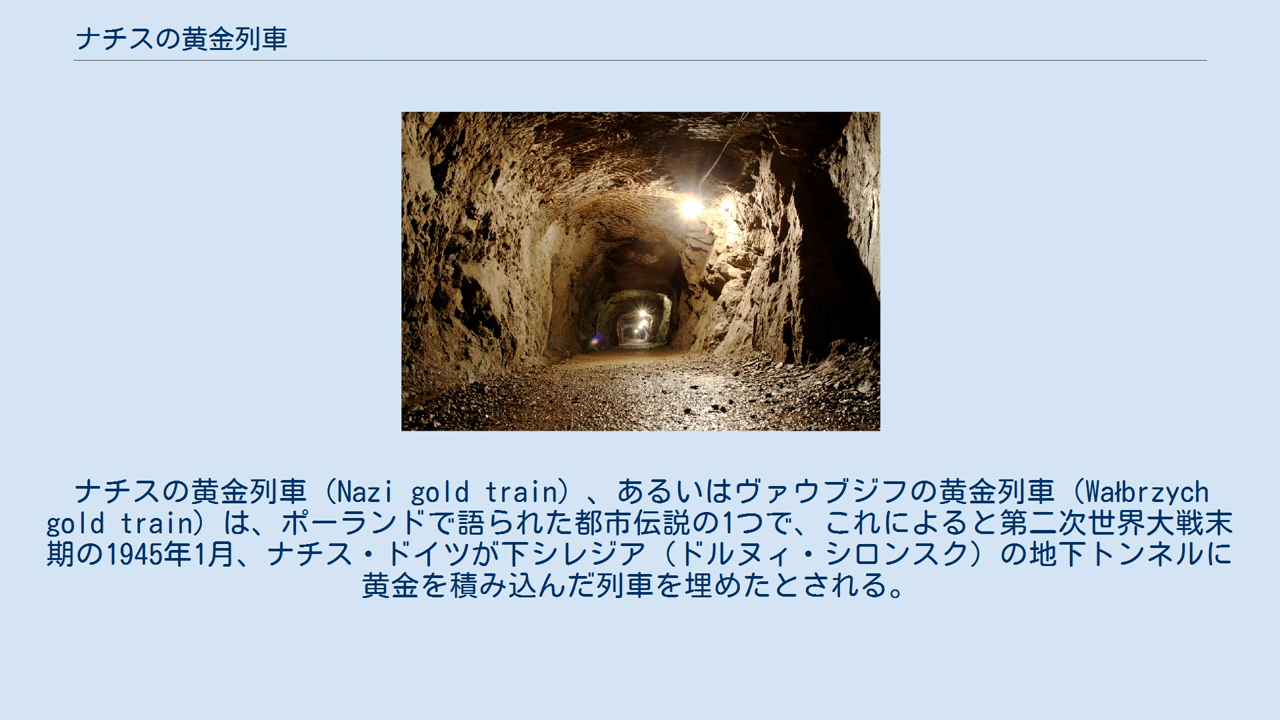 ナチスの黄金列車
ナチスの黄金列車（Nazi gold train）、あるいはヴァウブジフの黄金列車（Wałbrzych
gold train）は、ポーランドで語られた都市伝説の1つで、これによると第二次世界大戦末
期の1945年1月、ナチス・ドイツが下シレジア（ドルヌィ・シロンスク）の地下トンネルに
黄金を積み込んだ列車を埋めたとされる。